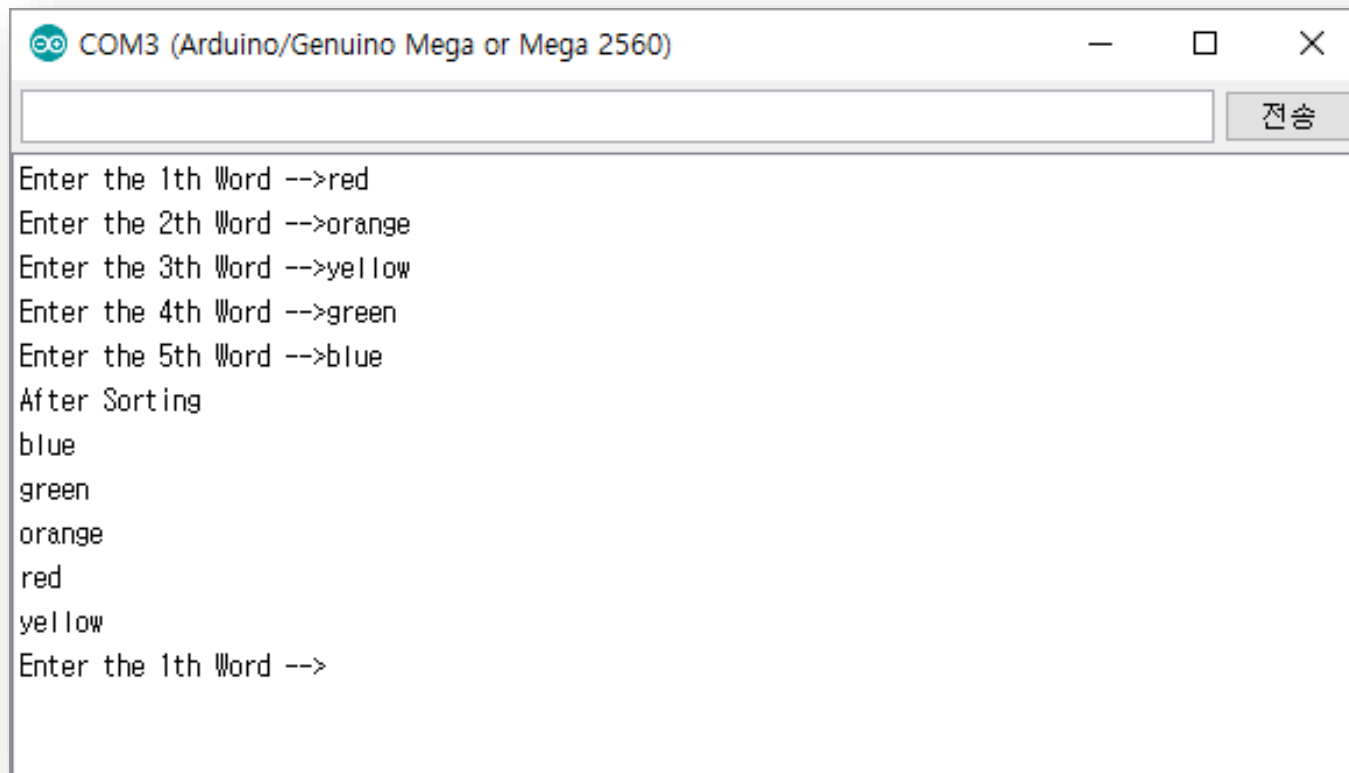 COM3 (Arduino/Genuino Mega or Mega 2560)
전송
Enter the 1th Word -->red
Enter the 2th Word -->orange
Enter the 3th Word -->yellow
Enter the 4th Word -->green
Enter the 5th Word -->blue
After Sorting
blue
green
orange
red
yellow
Enter the 1th Word -->